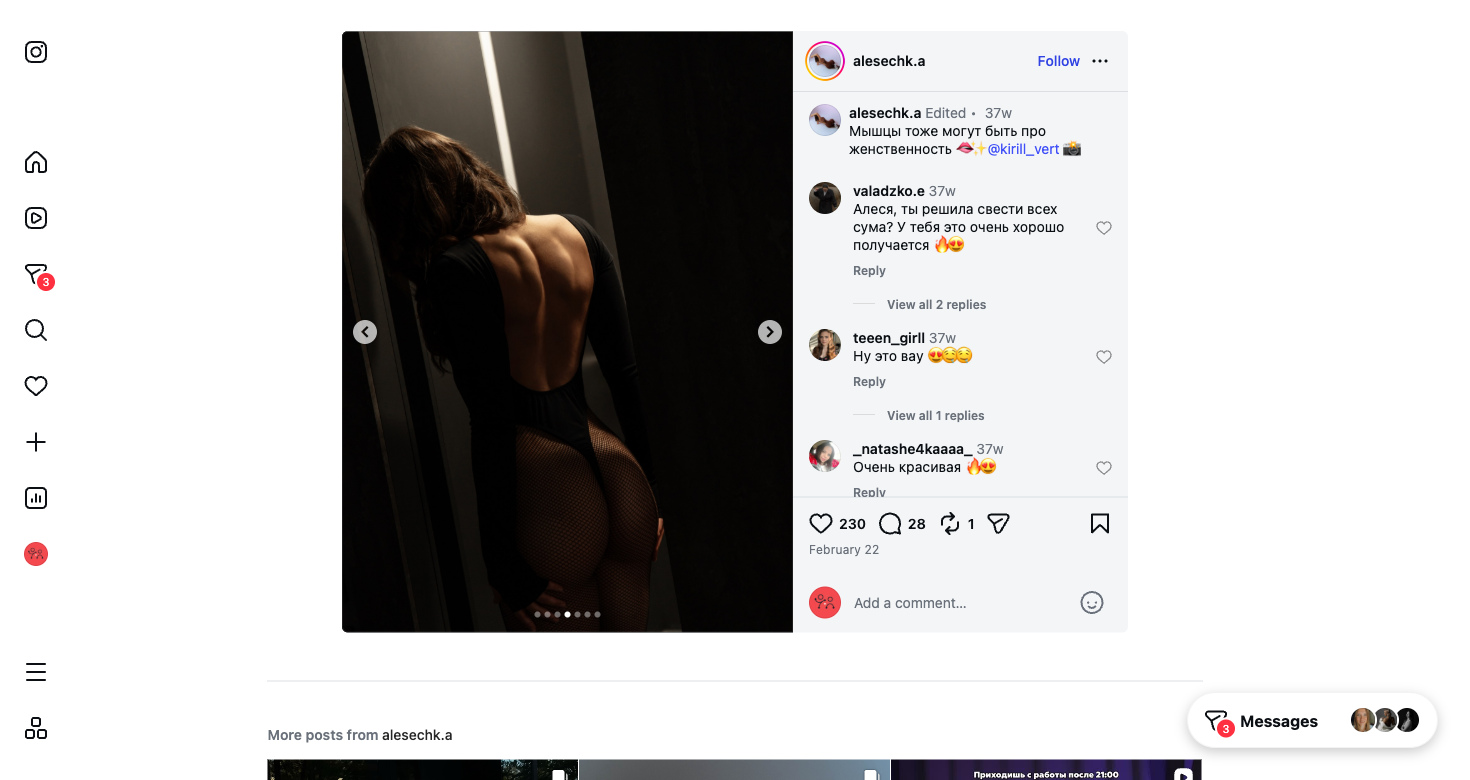 alesechk.a
Follow
alesechk.a Edited • 37w
Мышцы тоже могут быть про
женственность 🫦✨@kirill_vert 📸
valadzko.e 37w
Алеся, ты решила свести всех
сума? У тебя это очень хорошо
получается 🔥😍
Reply
View all 2 replies
teeen_girll 37w
Ну это вау 😍😏😏
Reply
View all 1 replies
_natashe4kaaaa_ 37w
Очень красивая 🔥😍
Reply
230 28 1
February 22
Add a comment...
3
3
Messages
More posts from alesechk.a
Приходишь с работы после 21:00